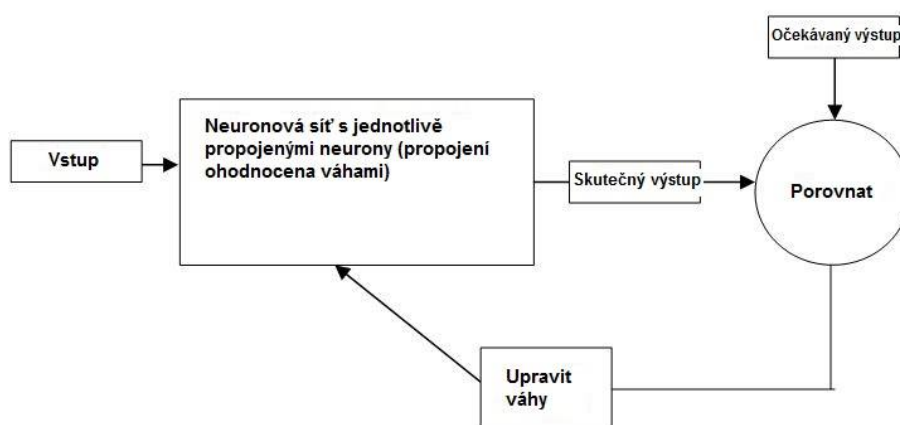 Očekávaný výstup
Neuronová síť s jednotlivě
propojenými neurony (propojení
ohodnocena váhami)
Vstup
Skutečný výstup
Porovnat
Upravit
váhy